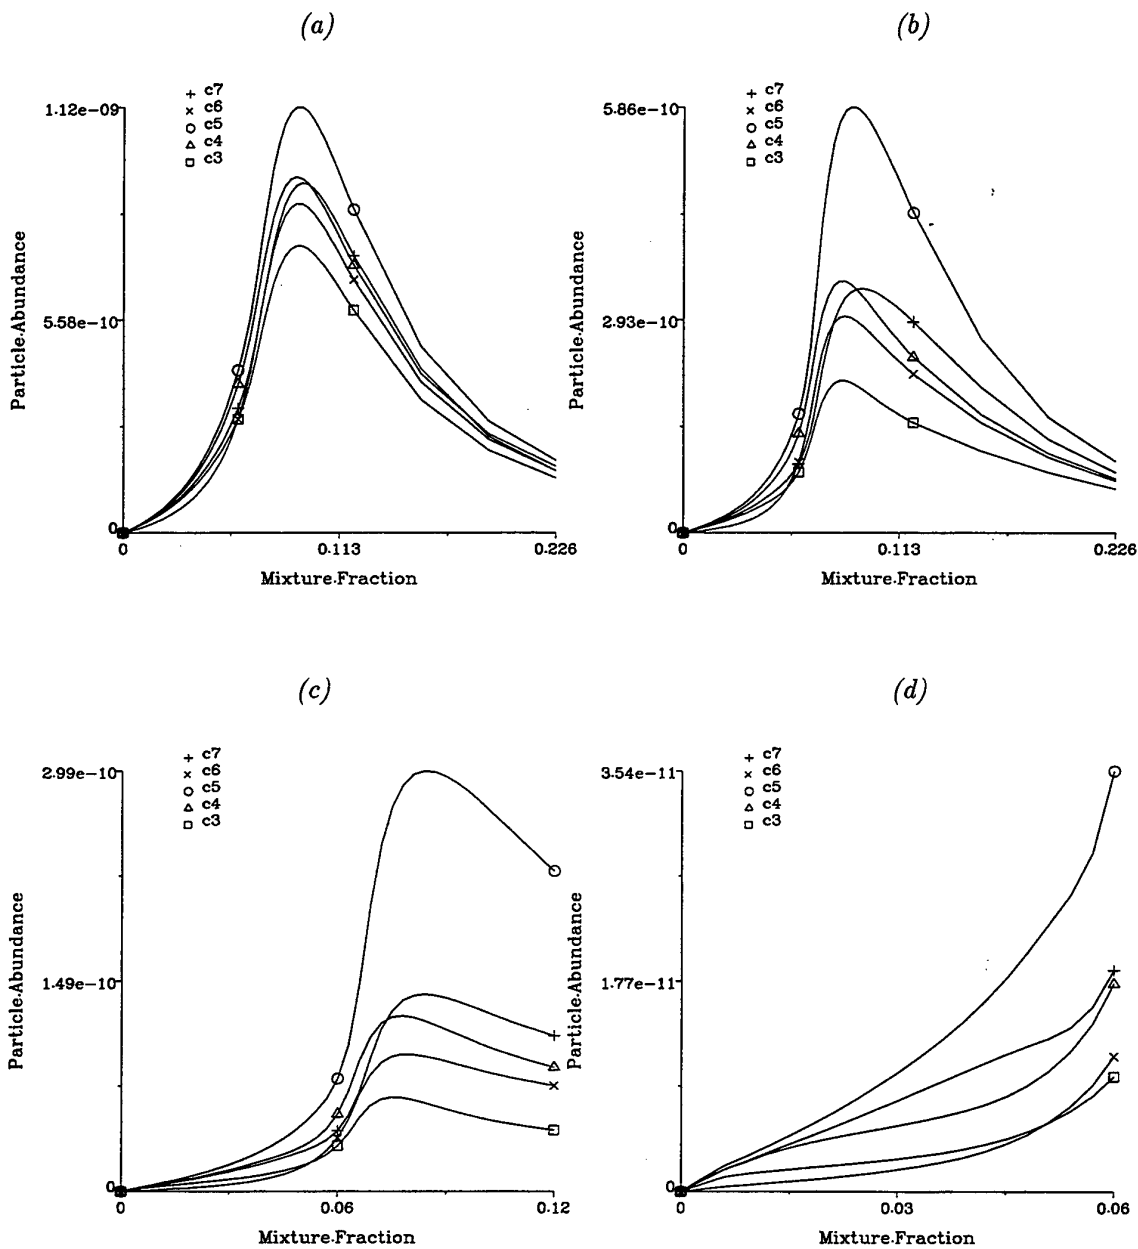 (a)
c7
c6
c5
c4
c3
1.12e-09
5.58e-10
0
0
0.113
0.226
Particle.Abundance
Mixture.Fraction
(b)
c7
c6
c5
c4
c3
5.86e-10
2.93e-10
0
0
0.113
0.226
Particle.Abundance
Mixture.Fraction
(c)
c7
c6
c5
c4
c3
2.99e-10
1.49e-10
0
0
0.06
0.12
Particle.Abundance
Mixture.Fraction
(d)
c7
c6
c5
c4
c3
3.54e-11
1.77e-11
0
0
0.03
0.06
Particle.Abundance
Mixture.Fraction